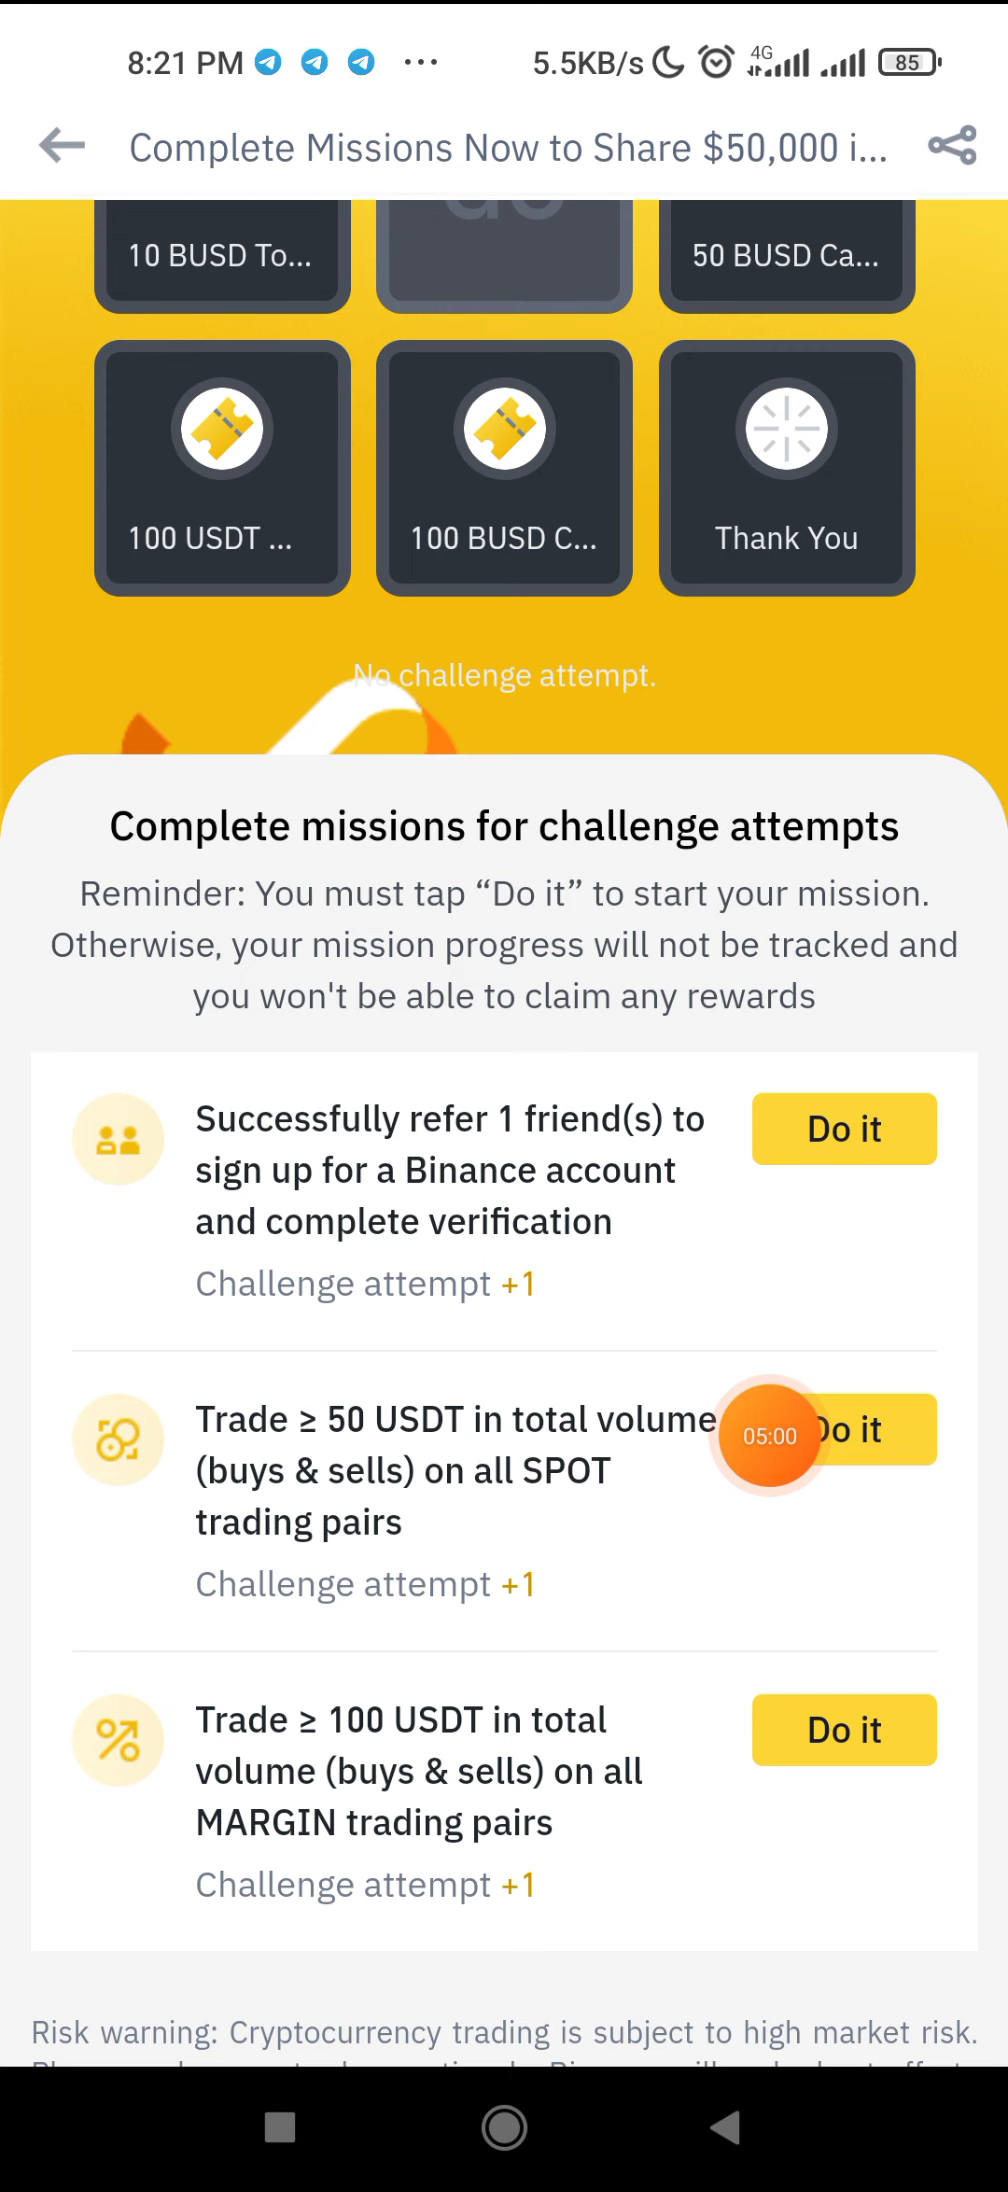 8:21 PM ... 5.5KB/s 4G 85
Complete Missions Now to Share $50,000 i...
10 BUSD To...
50 BUSD Ca...
100 USDT ...
100 BUSD C...
Thank You
No challenge attempt.
Complete missions for challenge attempts
Reminder: You must tap “Do it” to start your mission.
Otherwise, your mission progress will not be tracked and
you won't be able to claim any rewards
Successfully refer 1 friend(s) to
sign up for a Binance account
and complete verification
Challenge attempt +1
Do it
Trade ≥ 50 USDT in total volume
(buys & sells) on all SPOT
trading pairs
Challenge attempt +1
05:00
Do it
Trade ≥ 100 USDT in total
volume (buys & sells) on all
MARGIN trading pairs
Challenge attempt +1
Do it
Risk warning: Cryptocurrency trading is subject to high market risk.